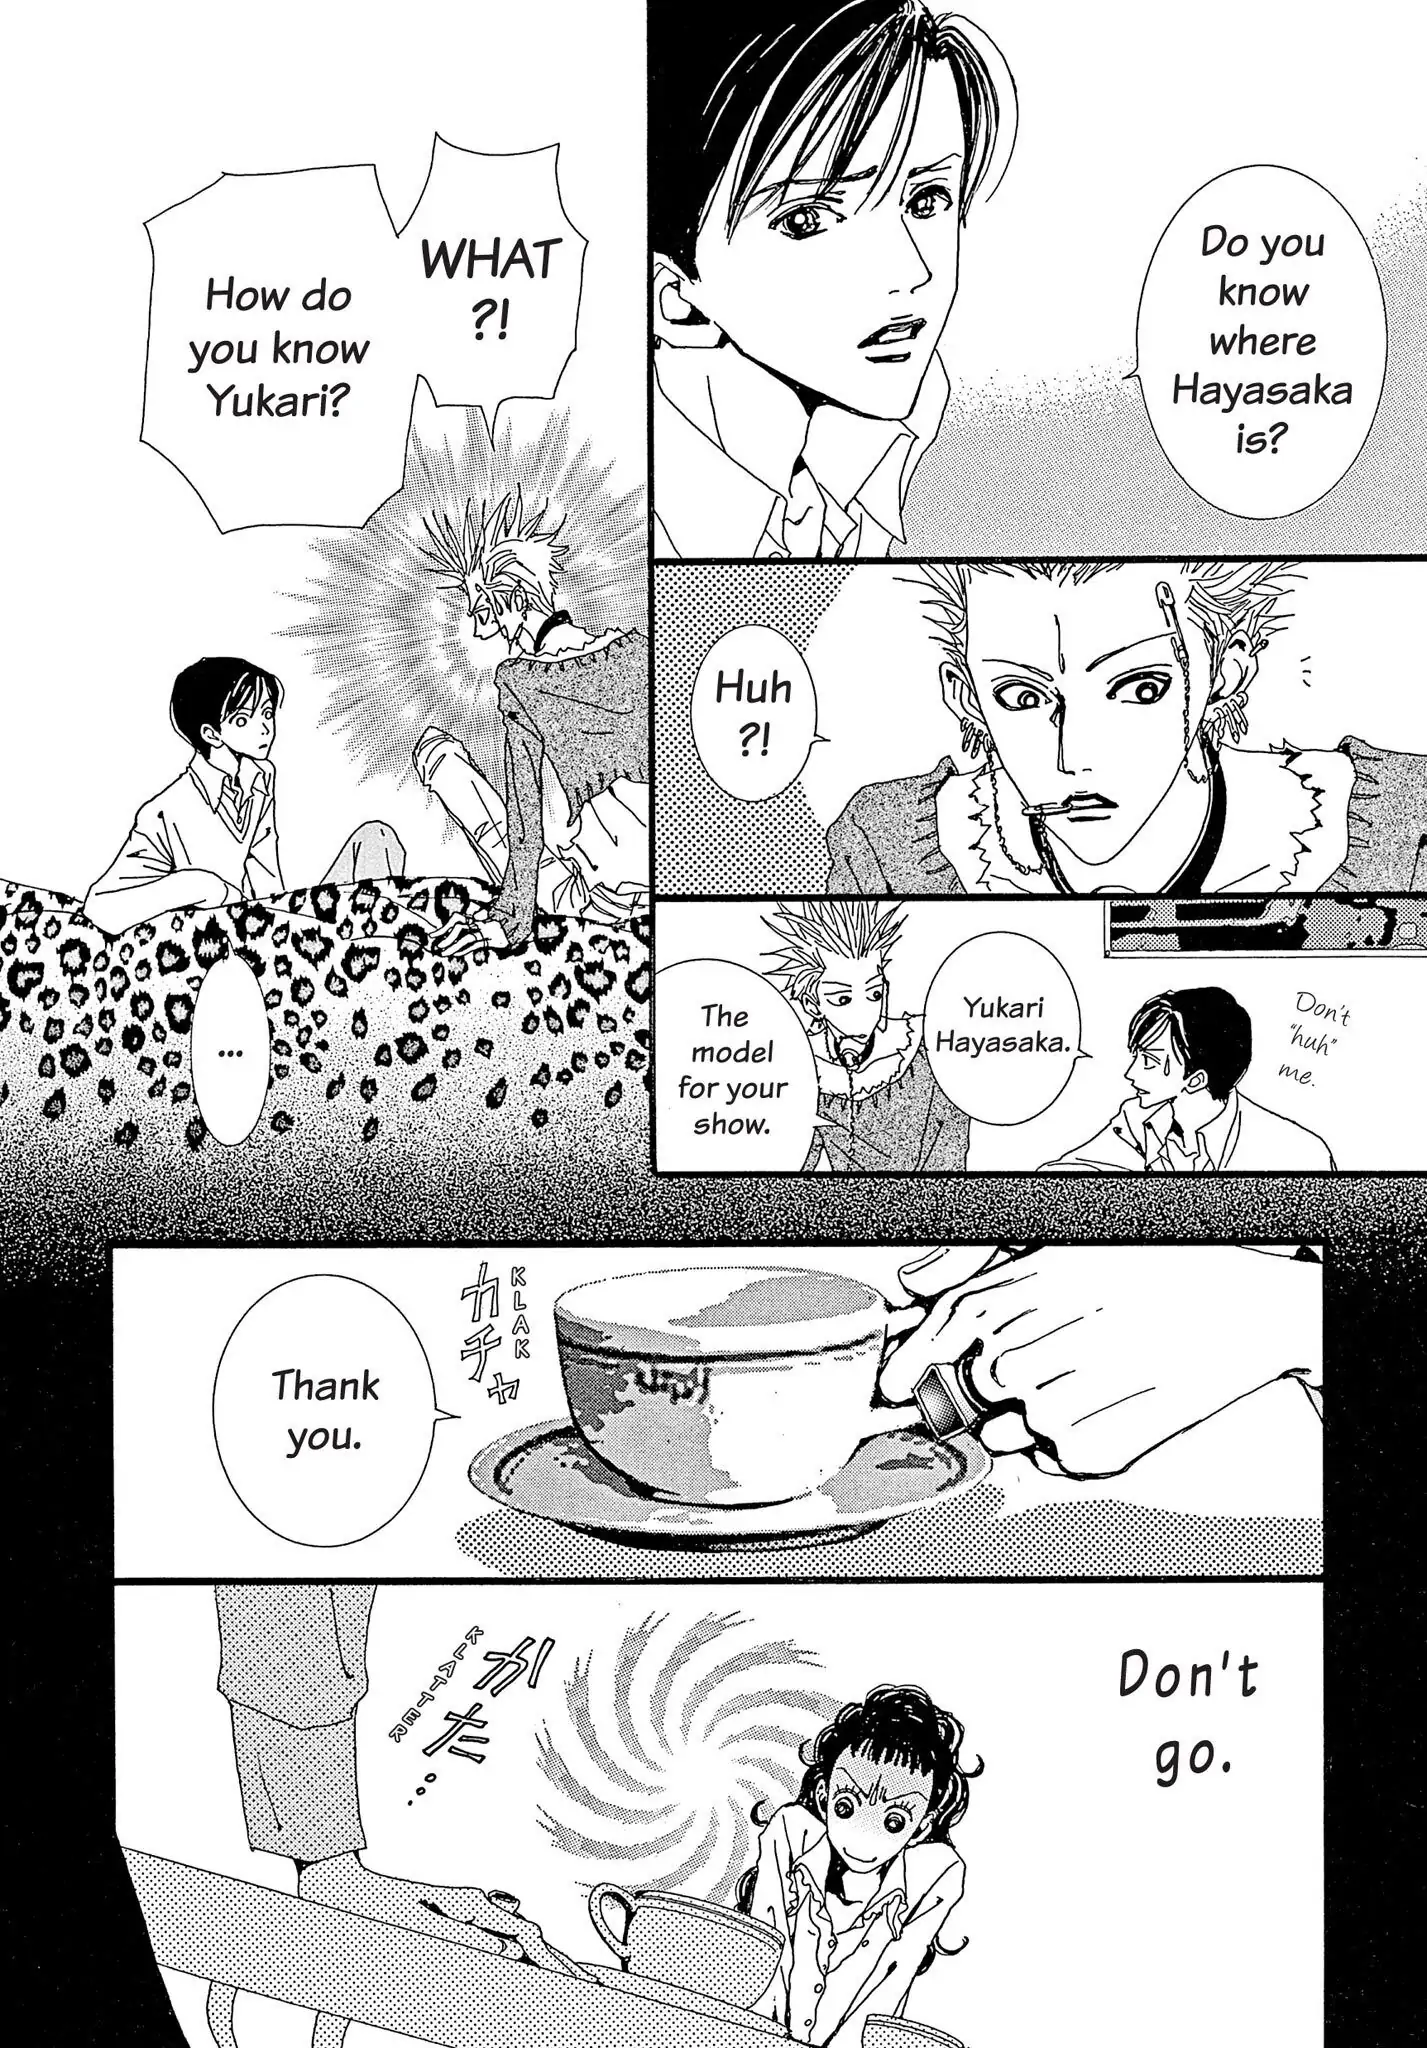 Do you
know
where
Hayasaka
is?
Huh
?!
Don't
"huh"
me.
Yukari
Hayasaka.
The
model
for your
show.
WHAT
?!
How do
you know
Yukari?
...
KLAK
カチャ
Thank
you.
Don't
go.
かた…
KLATTER